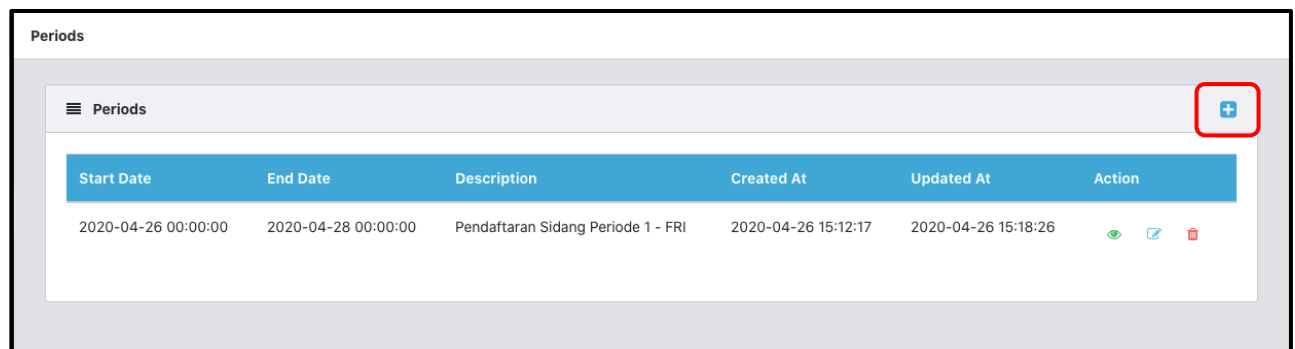 Periods
Periods
Start Date End Date Description Created At Updated At Action
2020-04-26 00:00:00 2020-04-28 00:00:00 Pendaftaran Sidang Periode 1 - FRI 2020-04-26 15:12:17 2020-04-26 15:18:26